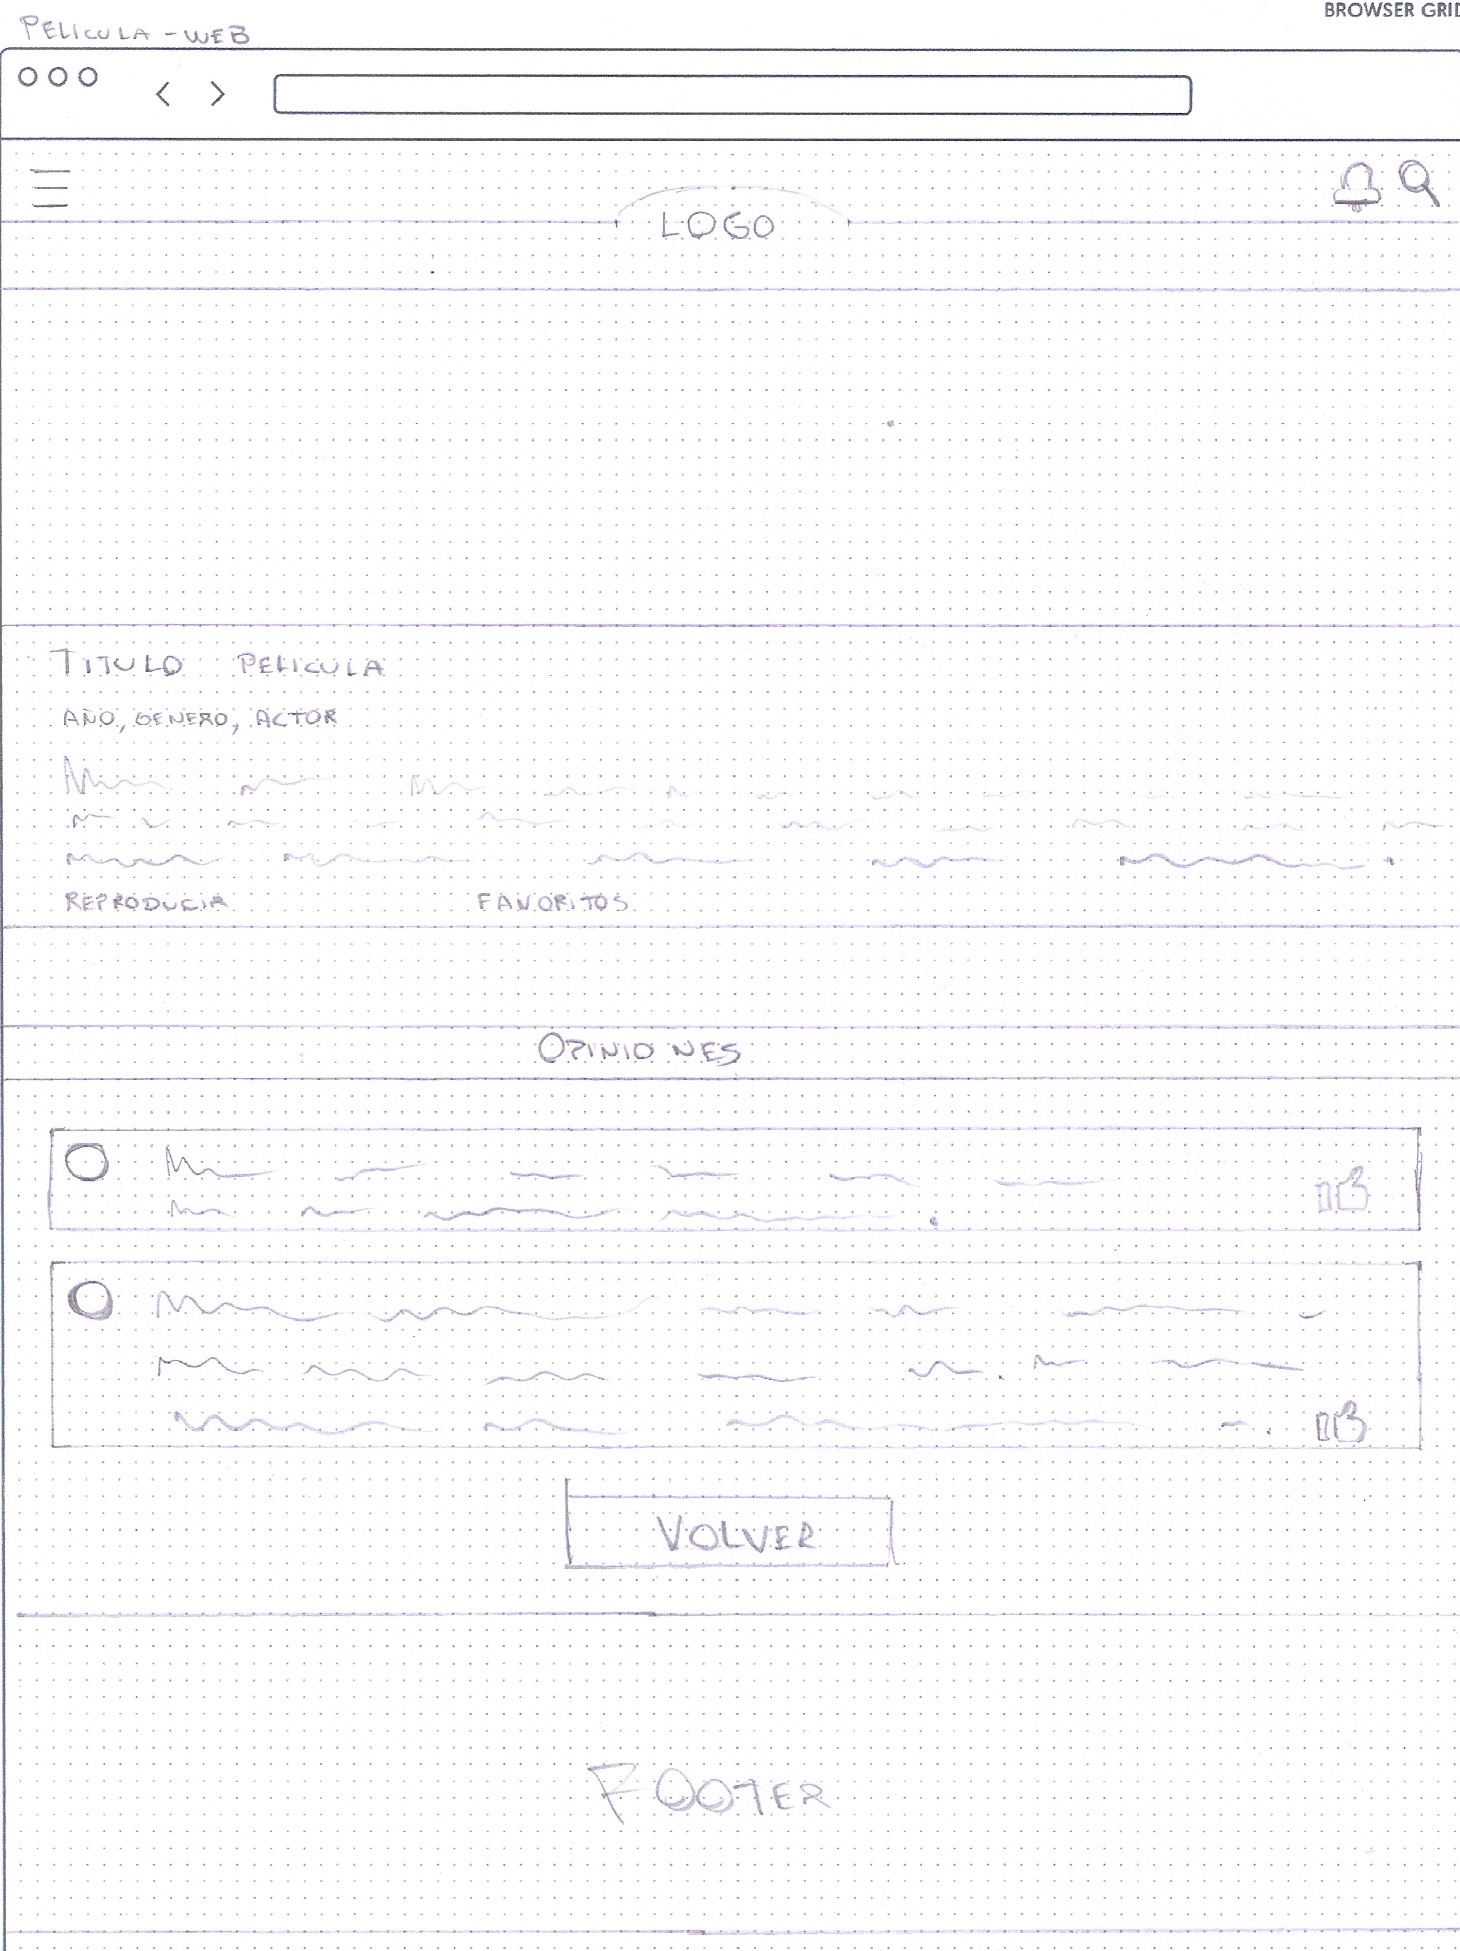 BROWSER GRID
PELICULA - WEB
LOGO
TITULO PELICULA
AÑO, GENERO, ACTOR
REPRODUCIR FAVORITOS
OPINIONES
VOLVER
FOOTER